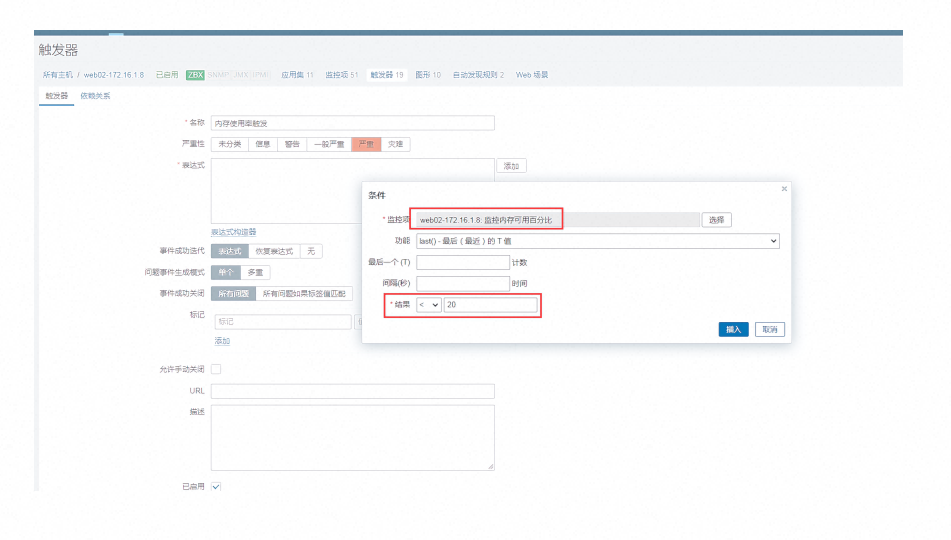 触发器
所有主机 / web02-172.16.1.8 已启用 ZBX SNMP JMX IPMI 应用集 11 监控项 51 触发器 19 图形 10 自动发现规则 2 Web 场景
触发器 依赖关系
* 名称 内存使用率触发
严重性 未分类 信息 警告 一般严重 严重 灾难
* 表达式 添加
条件 ×
* 监控项 web02-172.16.1.8: 监控内存可用百分比 选择
功能 last() - 最后（最近）的 T 值
最后一个 (T) 计数
间隔(秒) 时间
* 结果 < 20
插入 取消
表达式构造器
事件成功迭代 表达式 恢复表达式 无
问题事件生成模式 单个 多重
事件成功关闭 所有问题 所有问题如果标签值匹配
标记 标记
添加
允许手动关闭
URL
描述
已启用